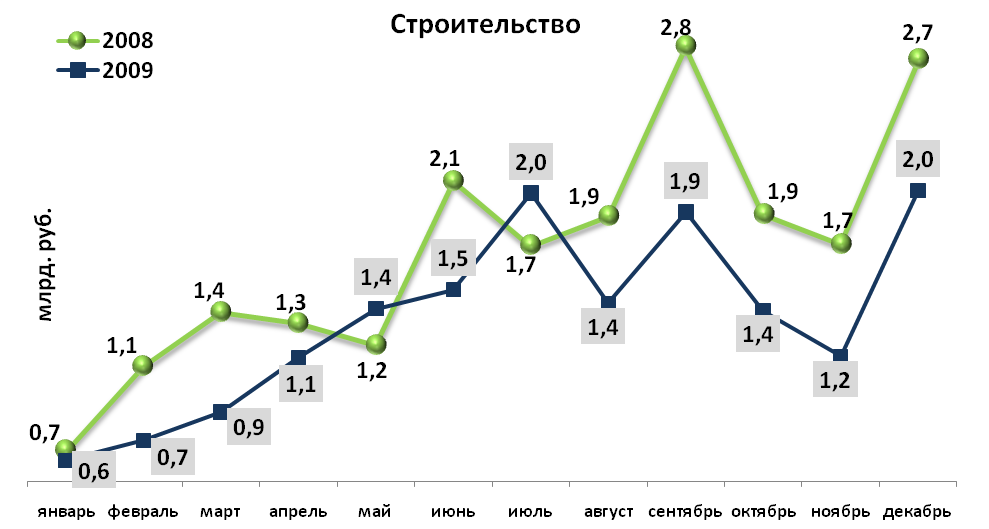 Строительство
2008
2009
млрд. руб.
0,7 1,1 1,4 1,3 1,2 2,1 1,7 1,9 2,8 1,9 1,7 2,7
0,6 0,7 0,9 1,1 1,4 1,5 2,0 1,4 1,9 1,4 1,2 2,0
январь февраль март апрель май июнь июль август сентябрь октябрь ноябрь декабрь